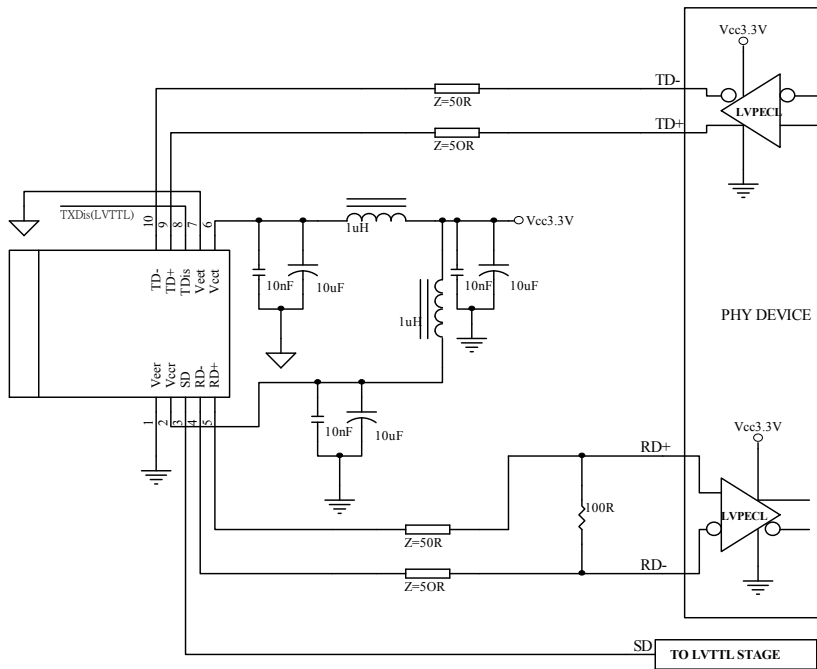 Vcc3.3V
TD-
Z=50R
LVPECL
TD+
Z=5OR
TXDis(LVTTL)
10
9
8
7
6
1uH
Vcc3.3V
10nF
10uF
10nF
10uF
TD-
TD+
TDis
Veet
Vcct
1uH
PHY DEVICE
Veer
Vccr
SD
RD-
RD+
1
2
3
4
5
10nF
10uF
Vcc3.3V
RD+
100R
LVPECL
Z=50R
RD-
Z=5OR
SD
TO LVTTL STAGE